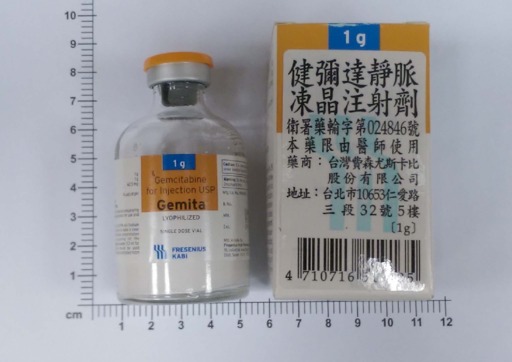 10
9
8
7
6
5
4
3
2
1
cm
1 2 3 4 5 6 7 8 9 10 11 12
1 g
Gemcitabine
for Injection USP
Gemita
LYOPHILIZED
SINGLE DOSE VIAL
FRESENIUS
KABI
1 g
健彌達靜脈
凍晶注射劑
衛署藥輸字第024846號
本藥限由醫師使用
藥商：台灣費森尤斯卡比
股份有限公司
地址：台北市10653仁愛路
三段32號5樓
〔1g〕
4 710716